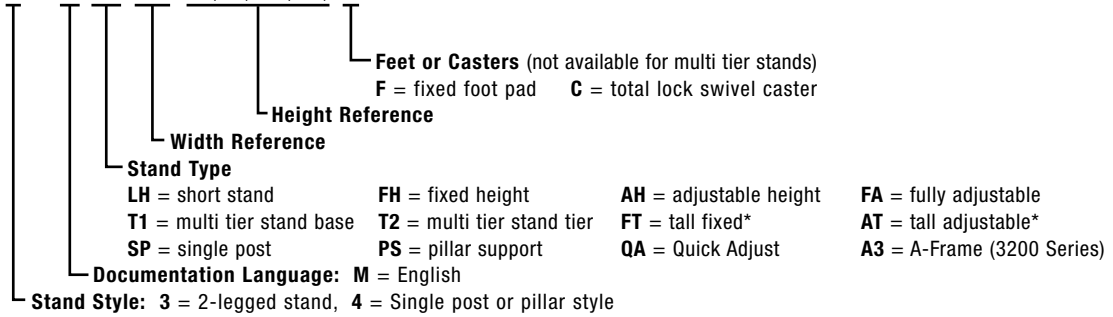 Feet or Casters (not available for multi tier stands)
F = fixed foot pad C = total lock swivel caster
Height Reference
Width Reference
Stand Type
LH = short stand FH = fixed height AH = adjustable height FA = fully adjustable
T1 = multi tier stand base T2 = multi tier stand tier FT = tall fixed* AT = tall adjustable*
SP = single post PS = pillar support QA = Quick Adjust A3 = A-Frame (3200 Series)
Documentation Language: M = English
Stand Style: 3 = 2-legged stand, 4 = Single post or pillar style